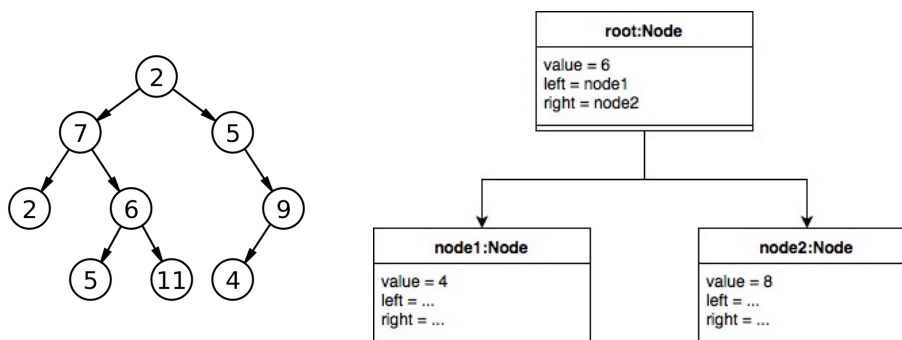 2
7
5
2
6
9
5
11
4
root:Node
value = 6
left = node1
right = node2
node1:Node
value = 4
left = ...
right = ...
node2:Node
value = 8
left = ...
right = ...